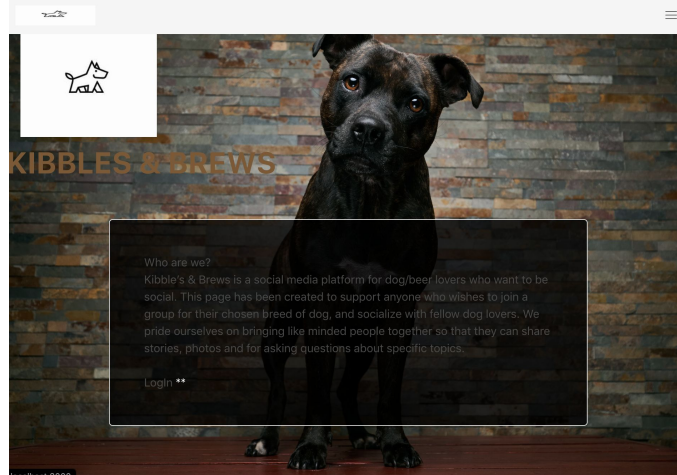 KIBBLES & BREWS
Who are we?
Kibble's & Brews is a social media platform for dog/beer lovers who want to be
social. This page has been created to support anyone who wishes to join a
group for their chosen breed of dog, and socialize with fellow dog lovers. We
pride ourselves on bringing like minded people together so that they can share
stories, photos and for asking questions about specific topics.
LogIn **